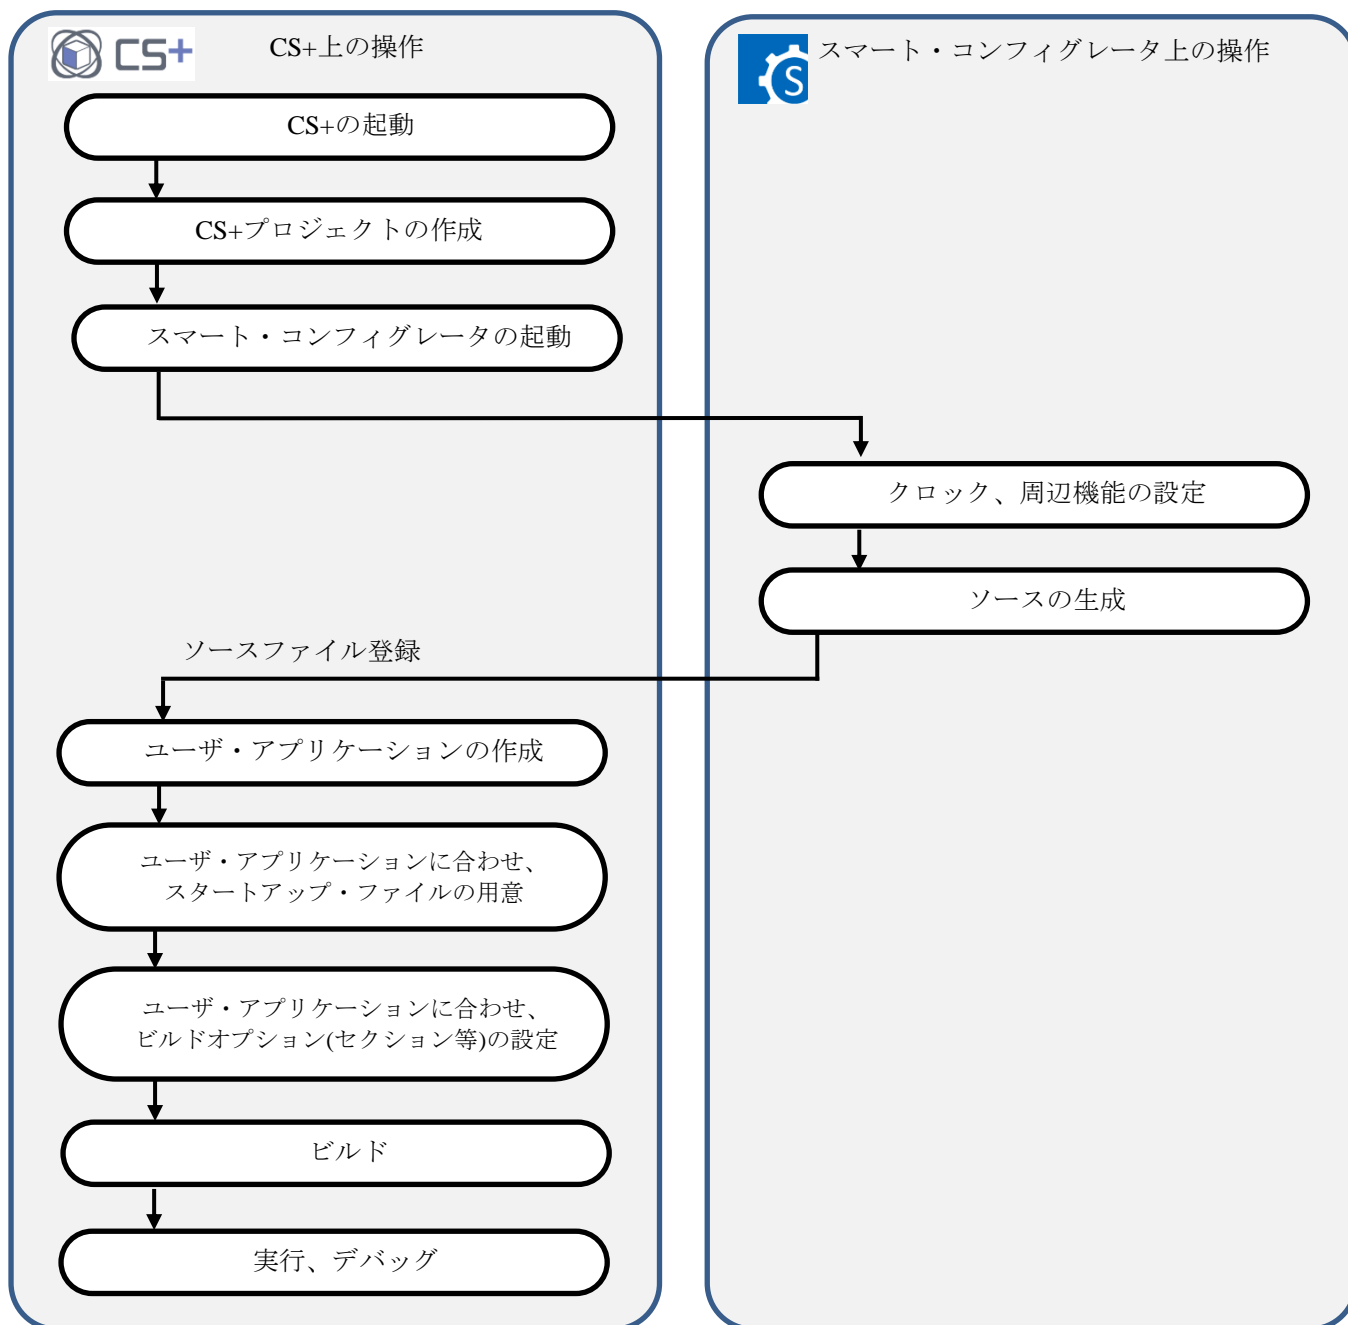 CS+
CS+上の操作
CS+の起動
CS+プロジェクトの作成
スマート・コンフィグレータの起動
S
スマート・コンフィグレータ上の操作
クロック、周辺機能の設定
ソースの生成
ソースファイル登録
ユーザ・アプリケーションの作成
ユーザ・アプリケーションに合わせ、
スタートアップ・ファイルの用意
ユーザ・アプリケーションに合わせ、
ビルドオプション(セクション等)の設定
ビルド
実行、デバッグ